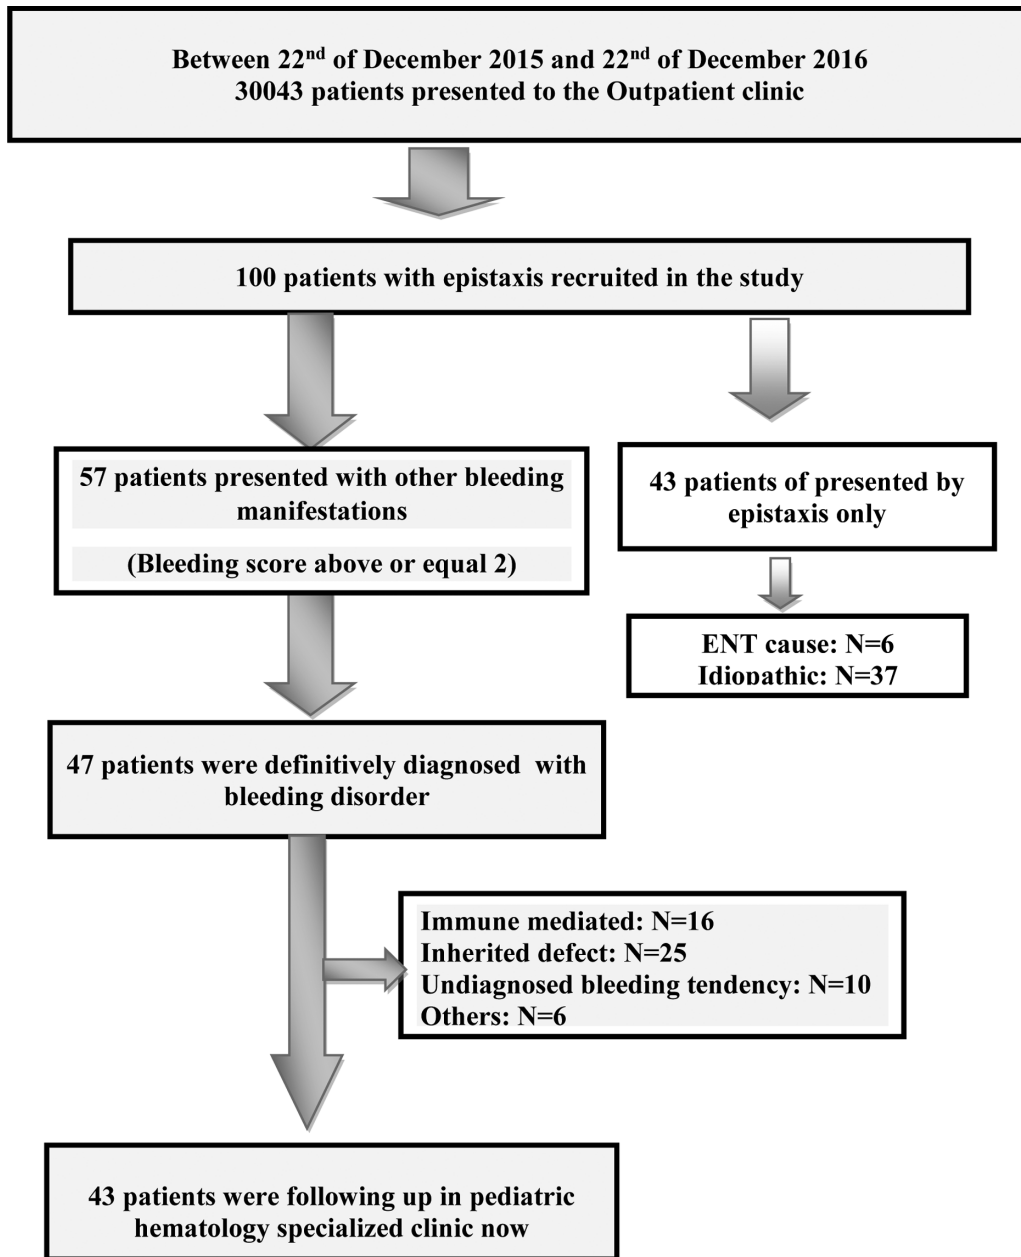 Between 22nd of December 2015 and 22nd of December 2016
30043 patients presented to the Outpatient clinic
100 patients with epistaxis recruited in the study
57 patients presented with other bleeding
manifestations
(Bleeding score above or equal 2)
43 patients of presented by
epistaxis only
ENT cause: N=6
Idiopathic: N=37
47 patients were definitively diagnosed with
bleeding disorder
Immune mediated: N=16
Inherited defect: N=25
Undiagnosed bleeding tendency: N=10
Others: N=6
43 patients were following up in pediatric
hematology specialized clinic now